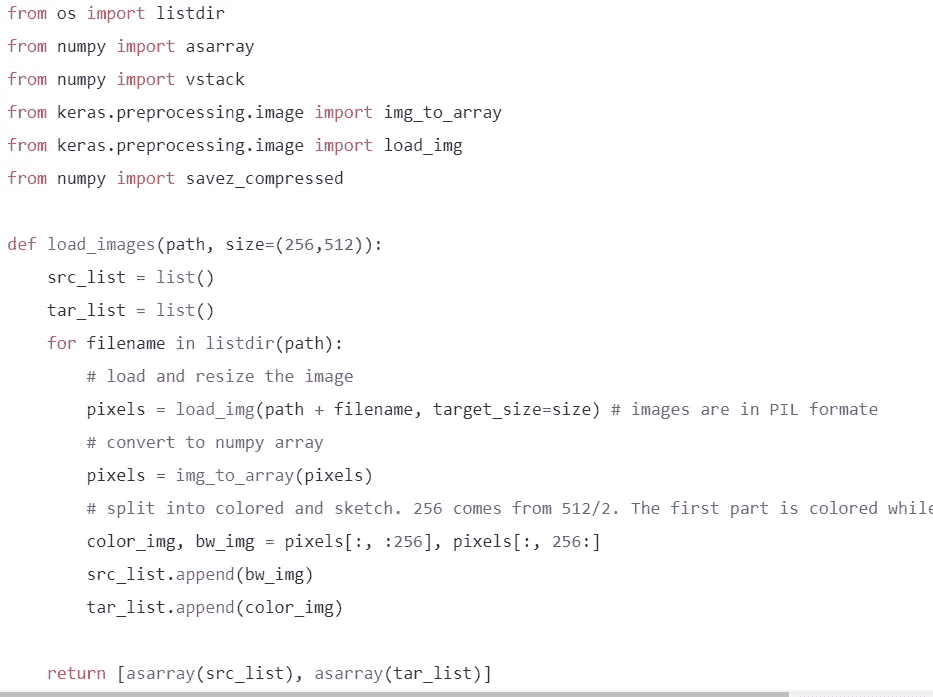 from os import listdir
from numpy import asarray
from numpy import vstack
from keras.preprocessing.image import img_to_array
from keras.preprocessing.image import load_img
from numpy import savez_compressed
def load_images(path, size=(256,512)):
    src_list = list()
    tar_list = list()
    for filename in listdir(path):
        # load and resize the image
        pixels = load_img(path + filename, target_size=size) # images are in PIL formate
        # convert to numpy array
        pixels = img_to_array(pixels)
        # split into colored and sketch. 256 comes from 512/2. The first part is colored while
        color_img, bw_img = pixels[:, :256], pixels[:, 256:]
        src_list.append(bw_img)
        tar_list.append(color_img)
    return [asarray(src_list), asarray(tar_list)]